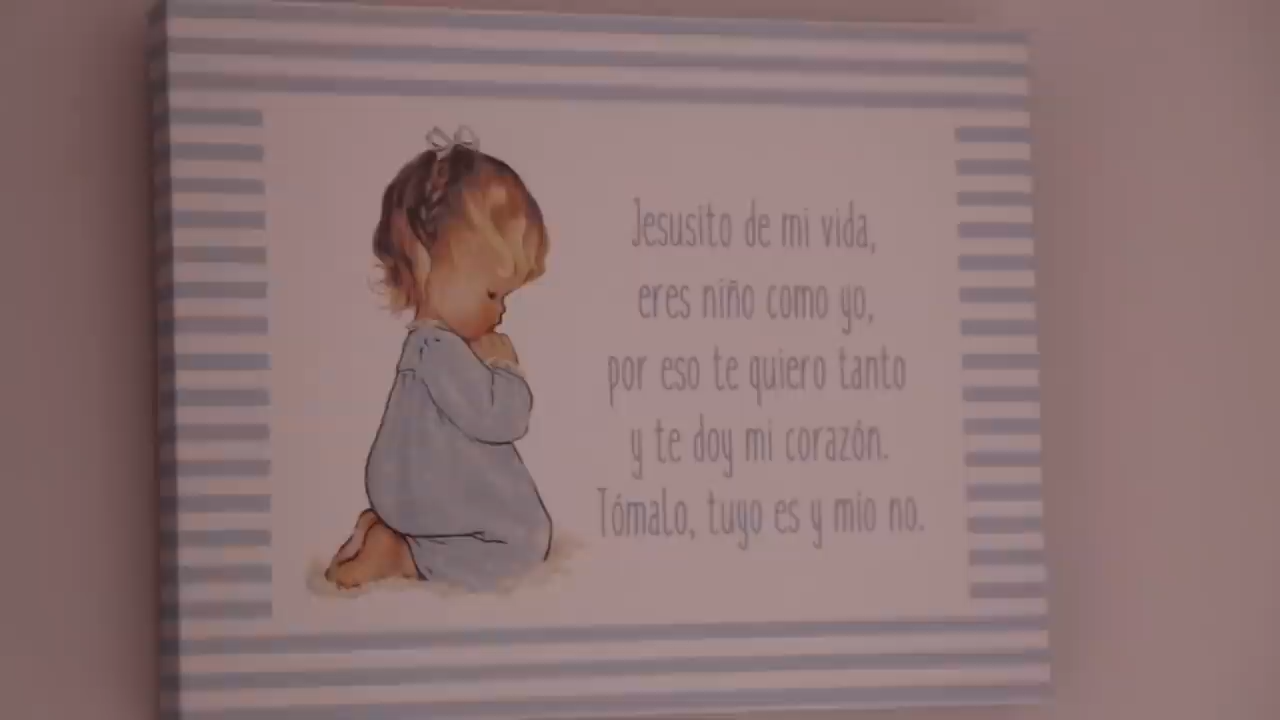 Jesusito de mi vida,
eres niño como yo,
por eso te quiero tanto
y te doy mi corazón.
Tómalo, tuyo es y mio no.